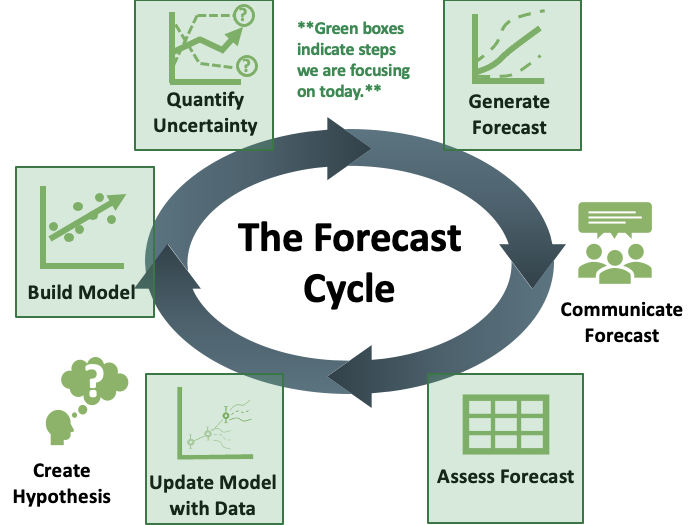 **Green boxes
indicate steps
we are focusing
on today.**
Quantify
Uncertainty
Generate
Forecast
The Forecast
Cycle
Build Model
Communicate
Forecast
Create
Hypothesis
Update Model
with Data
Assess Forecast
?
?
?